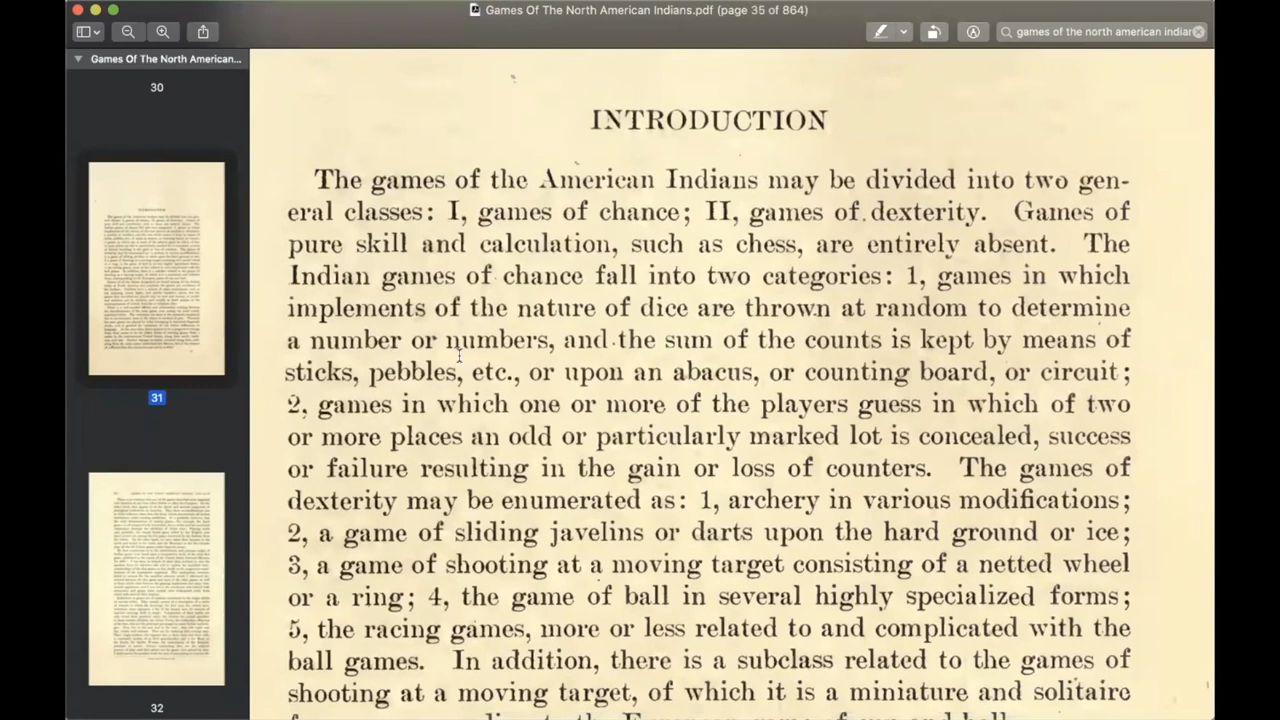 Games Of The North American Indians.pdf (page 35 of 864)
games of the north american indian
Games Of The North American...
30
31
32
INTRODUCTION
The games of the American Indians may be divided into two gen-
eral classes: I, games of chance; II, games of dexterity. Games of
pure skill and calculation, such as chess, are entirely absent. The
Indian games of chance fall into two categories: 1, games in which
implements of the nature of dice are thrown at random to determine
a number or numbers, and the sum of the counts is kept by means of
sticks, pebbles, etc., or upon an abacus, or counting board, or circuit;
2, games in which one or more of the players guess in which of two
or more places an odd or particularly marked lot is concealed, success
or failure resulting in the gain or loss of counters. The games of
dexterity may be enumerated as: 1, archery in various modifications;
2, a game of sliding javelins or darts upon the hard ground or ice;
3, a game of shooting at a moving target consisting of a netted wheel
or a ring; 4, the game of ball in several highly specialized forms;
5, the racing games, more or less related to and complicated with the
ball games. In addition, there is a subclass related to the games of
shooting at a moving target, of which it is a miniature and solitaire